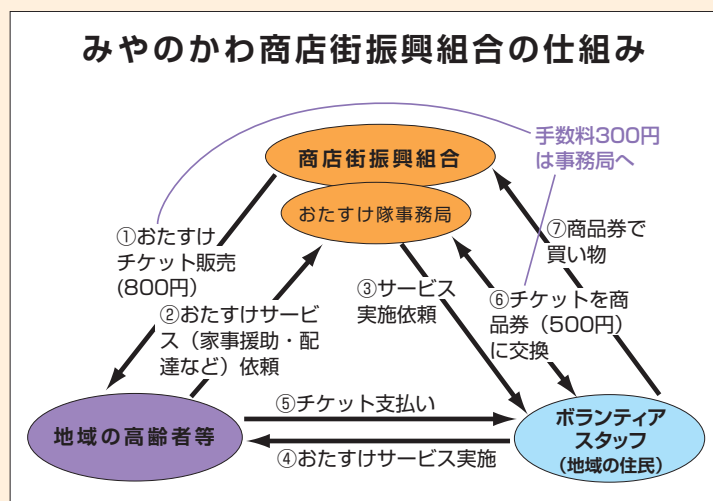 みやのかわ商店街振興組合の仕組み
手数料300円
は事務局へ
商店街振興組合
おたすけ隊事務局
①おたすけ
チケット販売
(800円)
②おたすけサービ
ス（家事援助・配
達など）依頼
③サービス
実施依頼
⑦商品券で
買い物
⑥チケットを商
品券（500円）
に交換
⑤チケット支払い
④おたすけサービス実施
地域の高齢者等
ボランティア
スタッフ
（地域の住民）